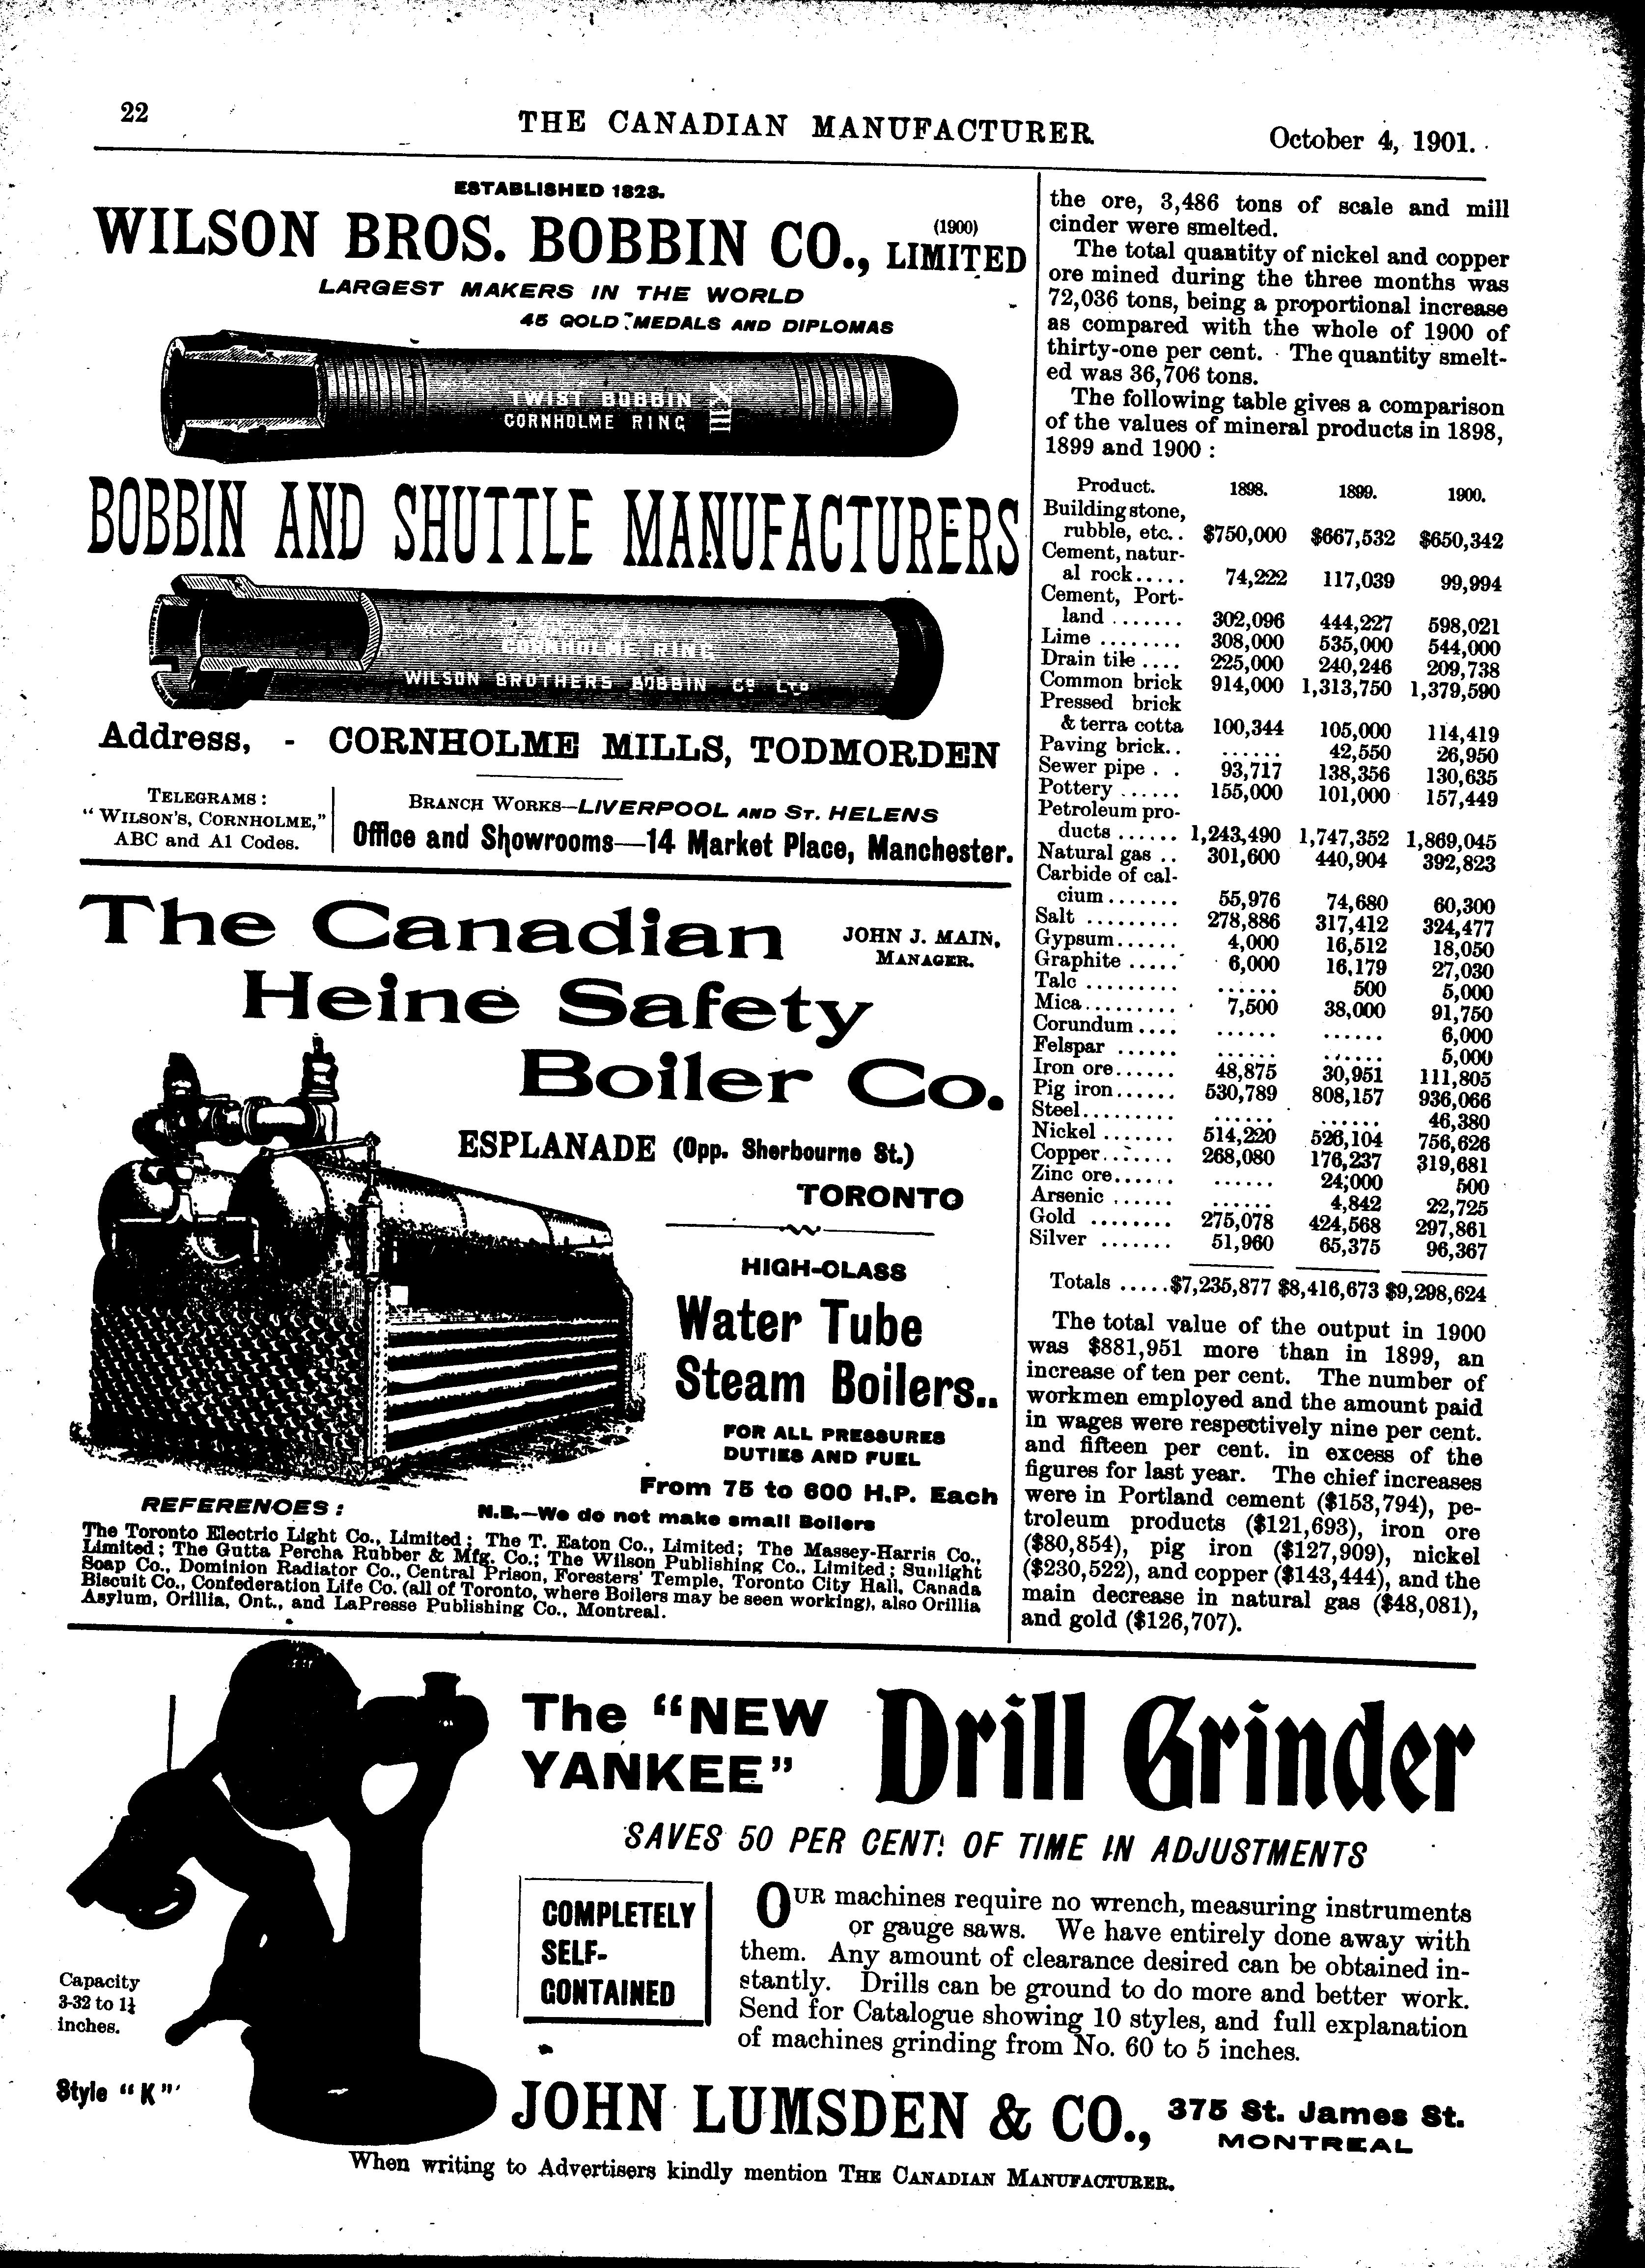 22
THE CANADIAN MANUFACTURER
October 4, 1901.
ESTABLISHED 1823.
WILSON BROS. BOBBIN CO., LIMITED
(1900)
LARGEST MAKERS IN THE WORLD
45 GOLD MEDALS AND DIPLOMAS
TWIST BOBBIN
CORNHOLME RING
XIII
BOBBIN AND SHUTTLE MANUFACTURERS
CORNHOLME RING
WILSON BROTHERS BOBBIN Co LTD
Address, - CORNHOLME MILLS, TODMORDEN
TELEGRAMS:
"WILSON'S, CORNHOLME,"
ABC and A1 Codes.
BRANCH WORKS—LIVERPOOL AND ST. HELENS
Office and Showrooms—14 Market Place, Manchester.
The Canadian
Heine Safety
Boiler Co.
JOHN J. MAIN,
MANAGER.
ESPLANADE (Opp. Sherbourne St.)
TORONTO
HIGH-CLASS
Water Tube
Steam Boilers..
FOR ALL PRESSURES
DUTIES AND FUEL
From 75 to 600 H.P. Each
N.B.—We do not make small Boilers
REFERENCES:
The Toronto Electric Light Co., Limited; The T. Eaton Co., Limited; The Massey-Harris Co.,
Limited; The Gutta Percha Rubber & Mfg. Co.; The Wilson Publishing Co., Limited; Sunlight
Soap Co., Dominion Radiator Co., Central Prison, Foresters' Temple, Toronto City Hall, Canada
Biscuit Co., Confederation Life Co. (all of Toronto, where Boilers may be seen working), also Orillia
Asylum, Orillia, Ont., and LaPresse Publishing Co., Montreal.
the ore, 3,486 tons of scale and mill
cinder were smelted.
The total quantity of nickel and copper
ore mined during the three months was
72,036 tons, being a proportional increase
as compared with the whole of 1900 of
thirty-one per cent. The quantity smelt-
ed was 36,706 tons.
The following table gives a comparison
of the values of mineral products in 1898,
1899 and 1900 :
Product. 1898. 1899. 1900.
Building stone,
rubble, etc.. $750,000 $667,532 $650,342
Cement, natur-
al rock..... 74,222 117,039 99,994
Cement, Port-
land ....... 302,096 444,227 598,021
Lime ........ 308,000 535,000 544,000
Drain tile .... 225,000 240,246 209,738
Common brick 914,000 1,313,750 1,379,590
Pressed brick
& terra cotta 100,344 105,000 114,419
Paving brick.. ...... 42,550 26,950
Sewer pipe . . 93,717 138,356 130,635
Pottery ...... 155,000 101,000 157,449
Petroleum pro-
ducts ...... 1,243,490 1,747,352 1,869,045
Natural gas .. 301,600 440,904 392,823
Carbide of cal-
cium....... 55,976 74,680 60,300
Salt ......... 278,886 317,412 324,477
Gypsum...... 4,000 16,512 18,050
Graphite ..... 6,000 16,179 27,030
Talc ......... ...... 500 5,000
Mica.......... 7,500 38,000 91,750
Corundum .... ...... ...... 6,000
Felspar ...... ...... ...... 5,000
Iron ore...... 48,875 30,951 111,805
Pig iron...... 530,789 808,157 936,066
Steel......... ...... ...... 46,380
Nickel ....... 514,220 526,104 756,626
Copper....... 268,080 176,237 319,681
Zinc ore...... ...... 24,000 500
Arsenic ...... ...... 4,842 22,725
Gold ........ 275,078 424,568 297,861
Silver ....... 51,960 65,375 96,367
Totals .....$7,235,877 $8,416,673 $9,298,624
The total value of the output in 1900
was $881,951 more than in 1899, an
increase of ten per cent. The number of
workmen employed and the amount paid
in wages were respectively nine per cent.
and fifteen per cent. in excess of the
figures for last year. The chief increases
were in Portland cement ($153,794), pe-
troleum products ($121,693), iron ore
($80,854), pig iron ($127,909), nickel
($230,522), and copper ($143,444), and the
main decrease in natural gas ($48,081),
and gold ($126,707).
The "NEW
YANKEE"
Drill Grinder
SAVES 50 PER CENT. OF TIME IN ADJUSTMENTS
COMPLETELY
SELF-
CONTAINED
OUR machines require no wrench, measuring instruments
or gauge saws. We have entirely done away with
them. Any amount of clearance desired can be obtained in-
stantly. Drills can be ground to do more and better work.
Send for Catalogue showing 10 styles, and full explanation
of machines grinding from No. 60 to 5 inches.
Capacity
3-32 to 1¼
inches.
Style "K"
JOHN LUMSDEN & CO.,
375 St. James St.
MONTREAL
When writing to Advertisers kindly mention THE CANADIAN MANUFACTURER.